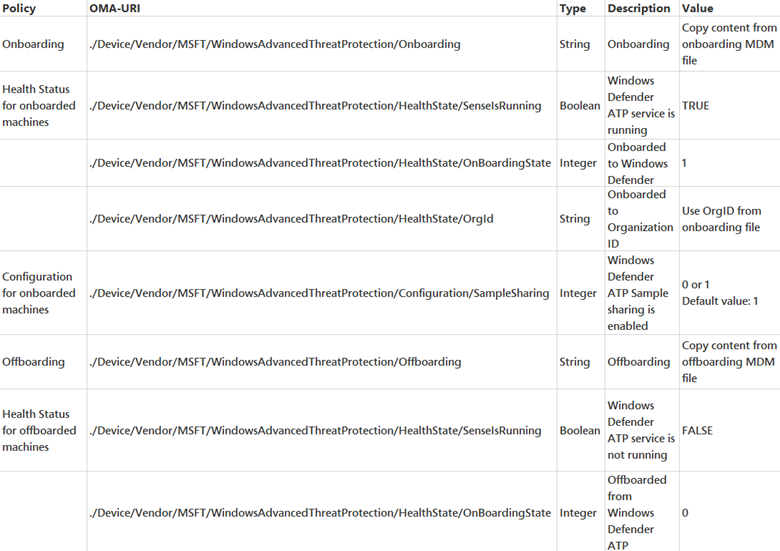 Policy OMA-URI Type Description Value
Onboarding ./Device/Vendor/MSFT/WindowsAdvancedThreatProtection/Onboarding String Onboarding Copy content from
onboarding MDM
file
Health Status
for onboarded
machines ./Device/Vendor/MSFT/WindowsAdvancedThreatProtection/HealthState/SenseIsRunning Boolean Windows
Defender
ATP service is
running TRUE
./Device/Vendor/MSFT/WindowsAdvancedThreatProtection/HealthState/OnBoardingState Integer Onboarded
to Windows
Defender 1
./Device/Vendor/MSFT/WindowsAdvancedThreatProtection/HealthState/OrgId String Onboarded
to
Organization
ID Use OrgID from
onboarding file
Configuration
for onboarded
machines ./Device/Vendor/MSFT/WindowsAdvancedThreatProtection/Configuration/SampleSharing Integer Windows
Defender
ATP Sample
sharing is
enabled 0 or 1
Default value: 1
Offboarding ./Device/Vendor/MSFT/WindowsAdvancedThreatProtection/Offboarding String Offboarding Copy content from
offboarding MDM
file
Health Status
for offboarded
machines ./Device/Vendor/MSFT/WindowsAdvancedThreatProtection/HealthState/SenseIsRunning Boolean Windows
Defender
ATP service is
not running FALSE
./Device/Vendor/MSFT/WindowsAdvancedThreatProtection/HealthState/OnBoardingState Integer Offboarded
from
Windows
Defender
ATP 0